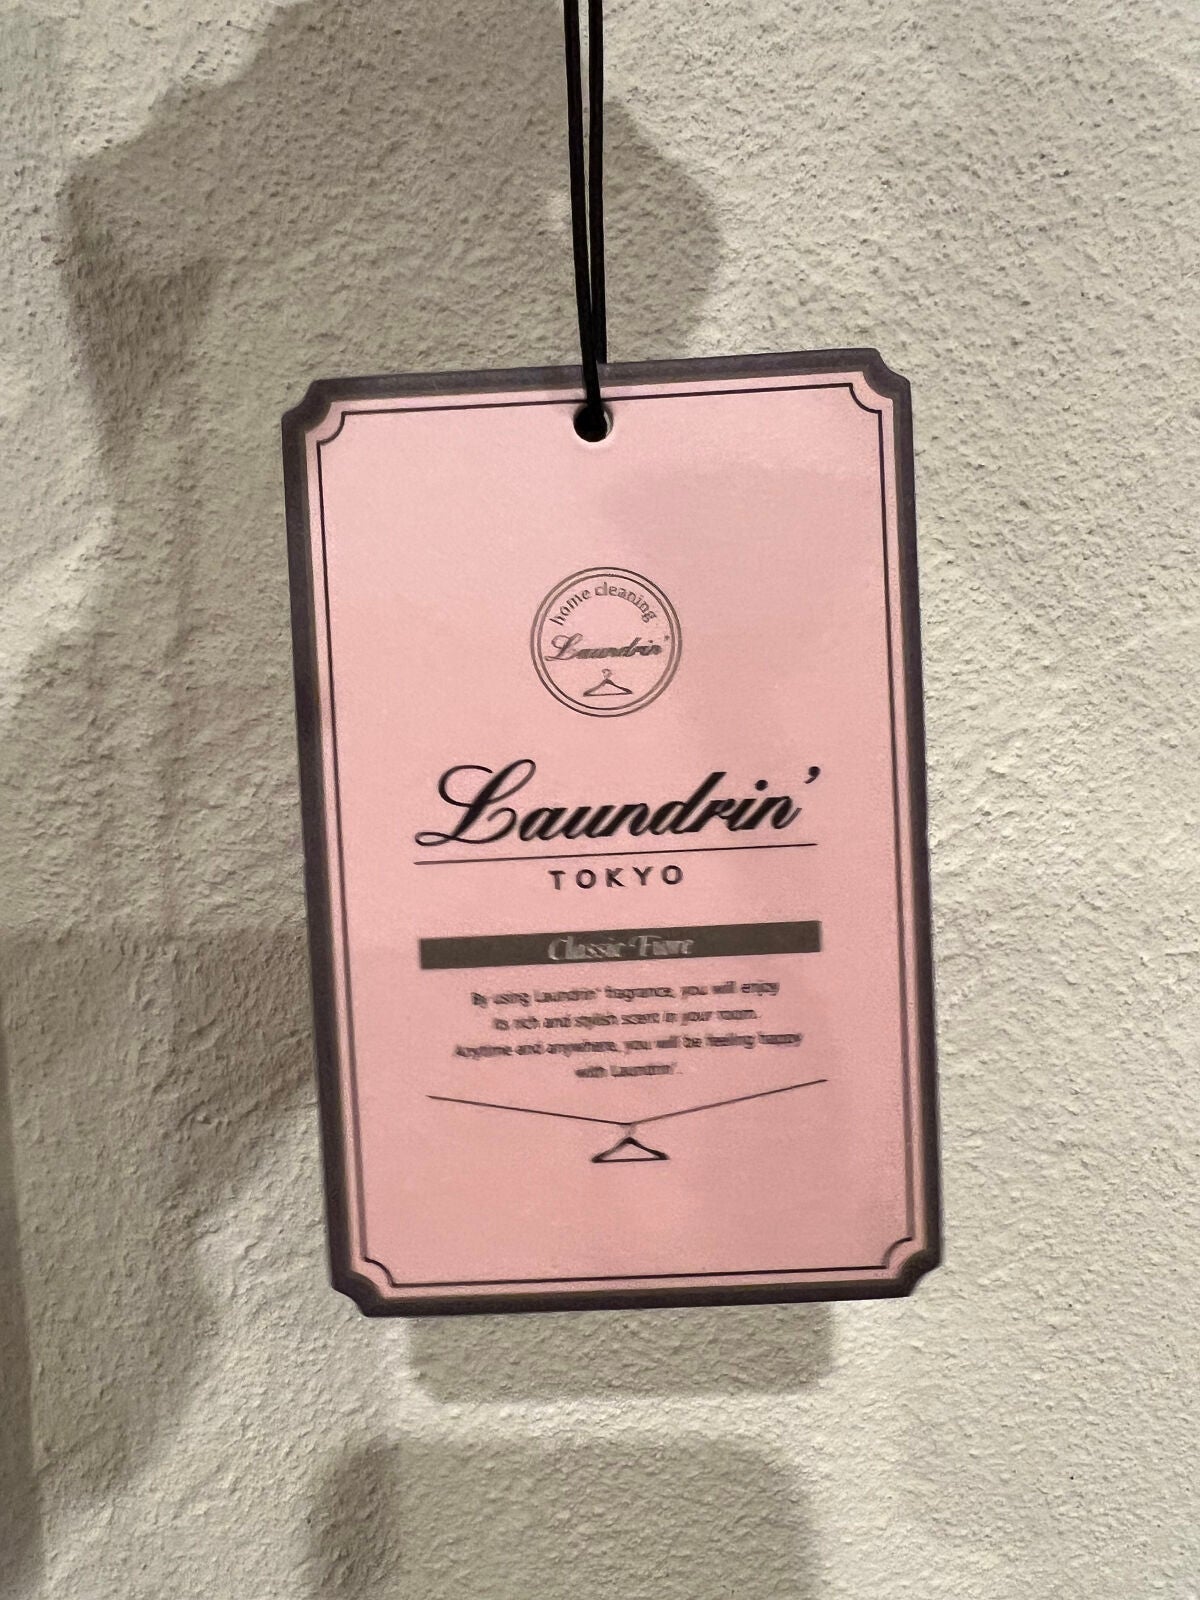 home cleaning
Laundrin'
Laundrin'
TOKYO
Classic Fiore
By using Laundrin' fragrance, you will enjoy
its rich and stylish scent in your room.
Anytime and anywhere, you will be feeling happy
with Laundrin'.